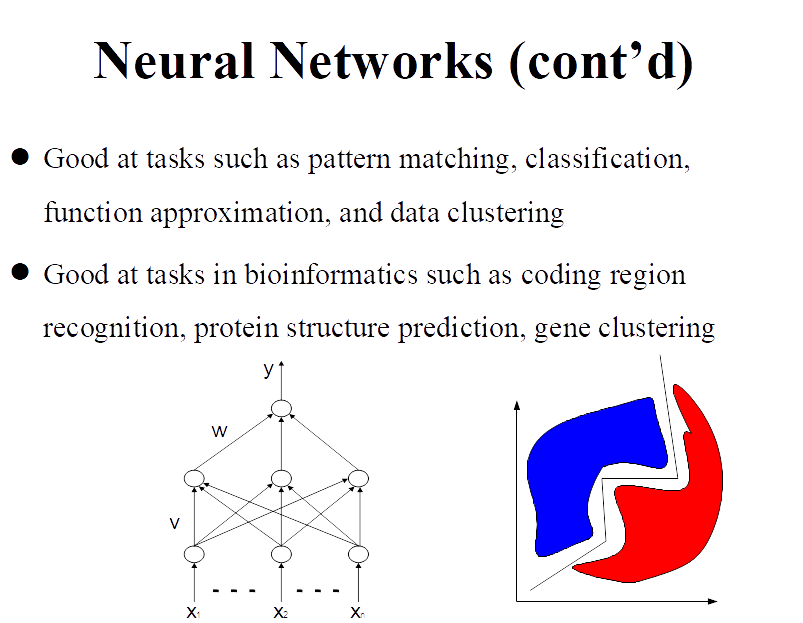 Neural Networks (cont’d)
● Good at tasks such as pattern matching, classification,
function approximation, and data clustering
● Good at tasks in bioinformatics such as coding region
recognition, protein structure prediction, gene clustering
y
w
v
x₁ - - - x₂ - - - xₙ